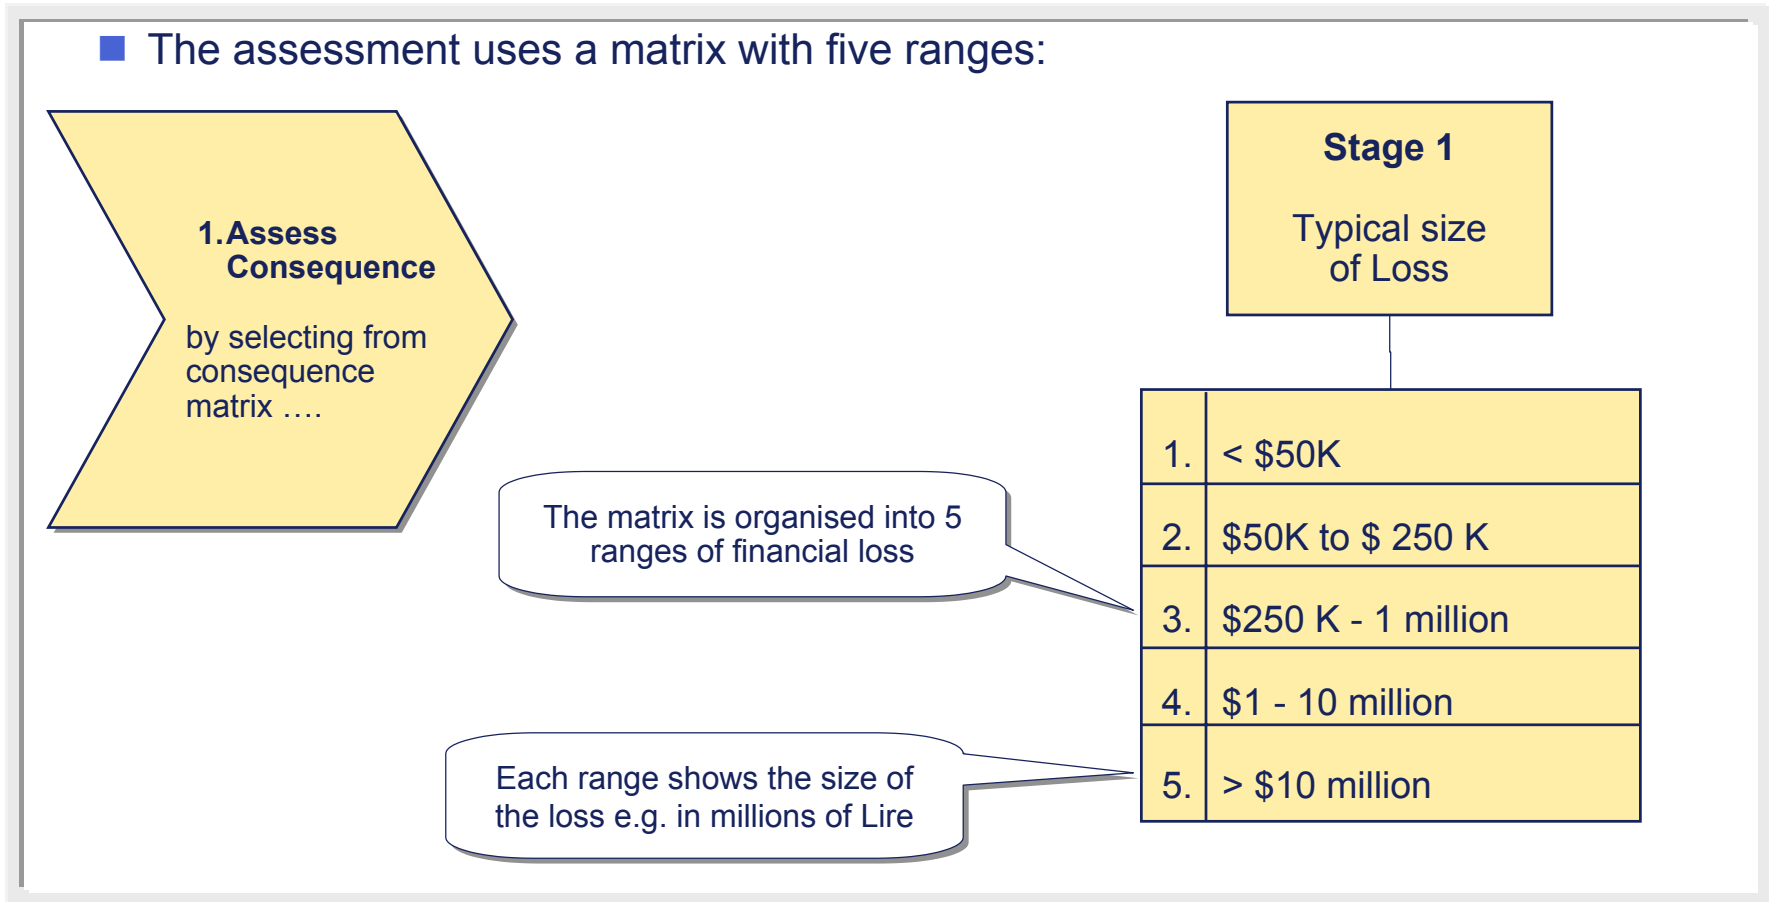 The assessment uses a matrix with five ranges:
1. Assess
Consequence
by selecting from
consequence
matrix ….
Stage 1
Typical size
of Loss
The matrix is organised into 5
ranges of financial loss
Each range shows the size of
the loss e.g. in millions of Lire
1. < $50K
2. $50K to $ 250 K
3. $250 K - 1 million
4. $1 - 10 million
5. > $10 million